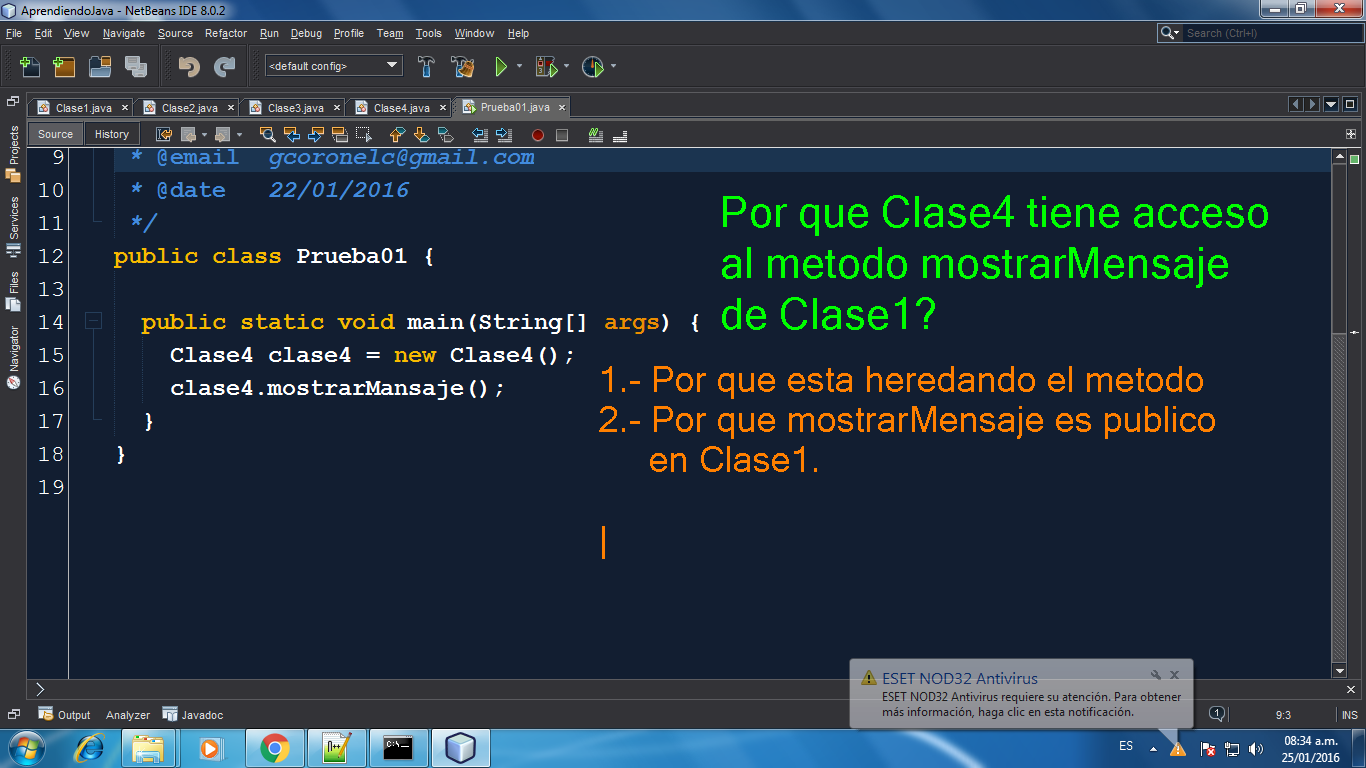 AprendiendoJava - NetBeans IDE 8.0.2
File Edit View Navigate Source Refactor Run Debug Profile Team Tools Window Help
Search (Ctrl+I)
<default config>
Clase1.java Clase2.java Clase3.java Clase4.java Prueba01.java
Source History
Projects
Services
Files
Navigator
9 * @email gcoronelc@gmail.com
10 * @date 22/01/2016
11 */
12 public class Prueba01 {
13
14 public static void main(String[] args) {
15 Clase4 clase4 = new Clase4();
16 clase4.mostrarMansaje();
17 }
18 }
19
Por que Clase4 tiene acceso
al metodo mostrarMensaje
de Clase1?
1.- Por que esta heredando el metodo
2.- Por que mostrarMensaje es publico
en Clase1.
ESET NOD32 Antivirus
ESET NOD32 Antivirus requiere su atención. Para obtener
más información, haga clic en esta notificación.
Output Analyzer Javadoc
1 9:3 INS
ES
08:34 a.m.
25/01/2016